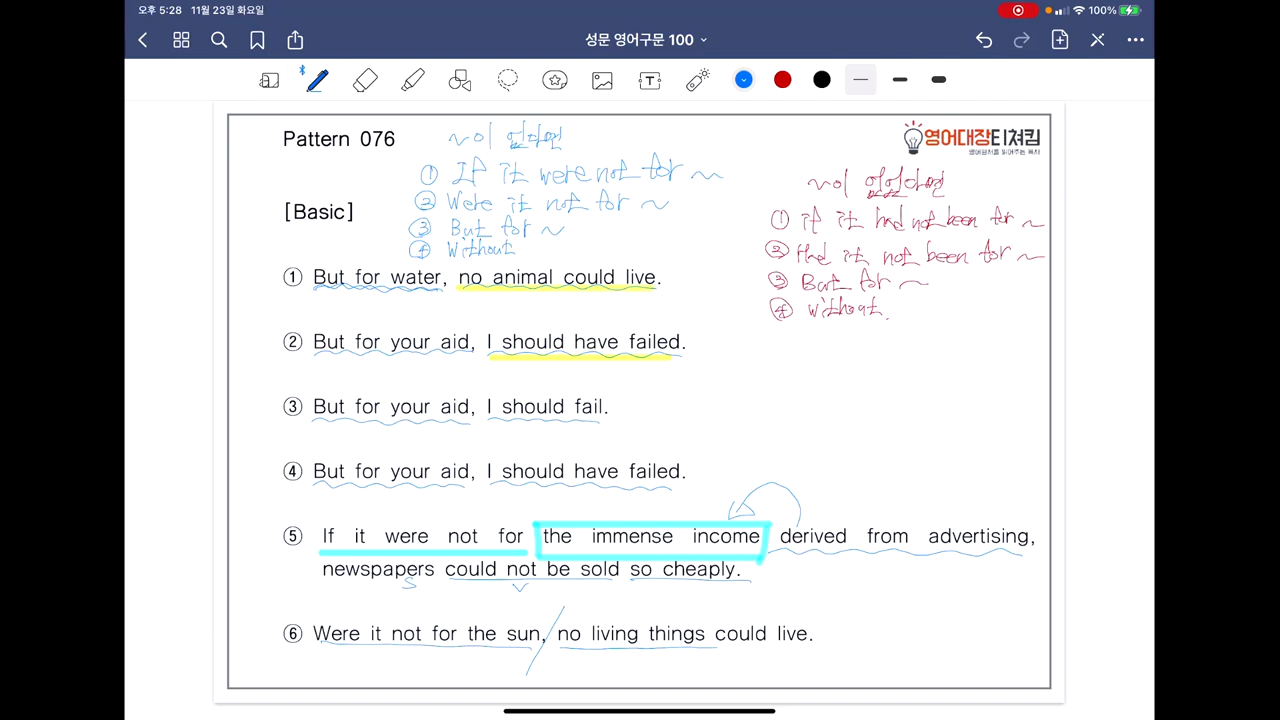 오후 5:28 11월 23일 화요일
100%
성문 영어구문 100
Pattern 076
~이 없다면
① If it were not for ~
② Were it not for ~
③ But for ~
④ Without
영어대장티쳐킴
~이 없었다면
① if it had not been for ~
② Had it not been for ~
③ But for ~
④ without.
[Basic]
① But for water, no animal could live.
② But for your aid, I should have failed.
③ But for your aid, I should fail.
④ But for your aid, I should have failed.
⑤ If it were not for the immense income derived from advertising,
newspapers could not be sold so cheaply.
S V
⑥ Were it not for the sun, no living things could live.